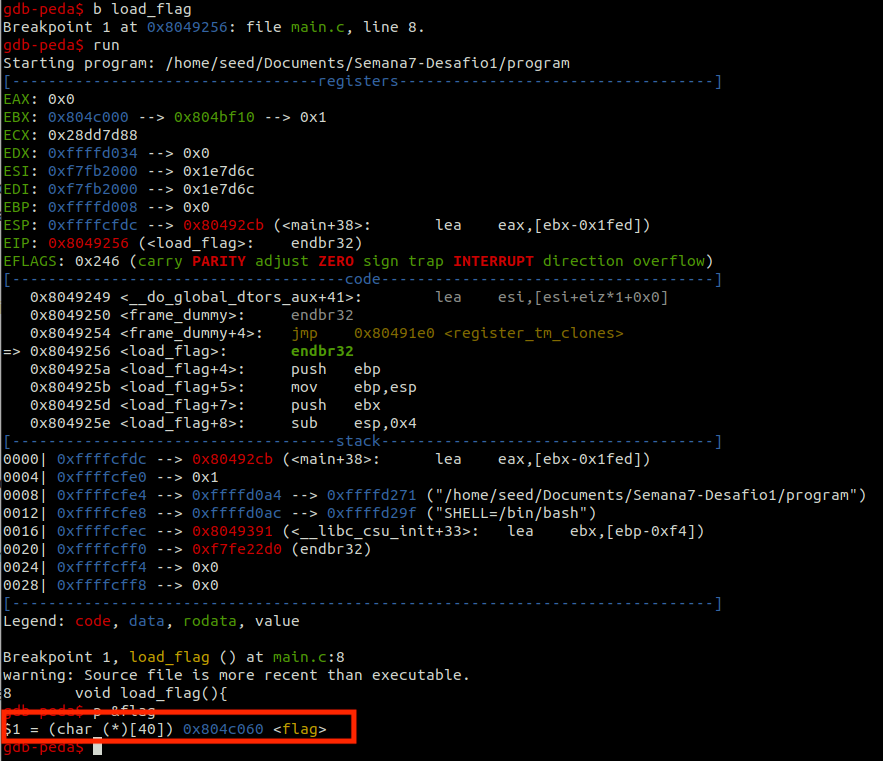 gdb-peda$ b load_flag
Breakpoint 1 at 0x8049256: file main.c, line 8.
gdb-peda$ run
Starting program: /home/seed/Documents/Semana7-Desafio1/program
[----------------------------------registers-----------------------------------]
EAX: 0x0
EBX: 0x804c000 --> 0x804bf10 --> 0x1
ECX: 0x28dd7d88
EDX: 0xffffd034 --> 0x0
ESI: 0xf7fb2000 --> 0x1e7d6c
EDI: 0xf7fb2000 --> 0x1e7d6c
EBP: 0xffffd008 --> 0x0
ESP: 0xffffcfdc --> 0x80492cb (<main+38>:       lea    eax,[ebx-0x1fed])
EIP: 0x8049256 (<load_flag>:    endbr32)
EFLAGS: 0x246 (carry PARITY adjust ZERO sign trap INTERRUPT direction overflow)
[-------------------------------------code-------------------------------------]
   0x8049249 <__do_global_dtors_aux+41>:        lea    esi,[esi+eiz*1+0x0]
   0x8049250 <frame_dummy>:     endbr32
   0x8049254 <frame_dummy+4>:   jmp    0x80491e0 <register_tm_clones>
=> 0x8049256 <load_flag>:       endbr32
   0x804925a <load_flag+4>:     push   ebp
   0x804925b <load_flag+5>:     mov    ebp,esp
   0x804925d <load_flag+7>:     push   ebx
   0x804925e <load_flag+8>:     sub    esp,0x4
[------------------------------------stack-------------------------------------]
0000| 0xffffcfdc --> 0x80492cb (<main+38>:      lea    eax,[ebx-0x1fed])
0004| 0xffffcfe0 --> 0x1
0008| 0xffffcfe4 --> 0xffffd0a4 --> 0xffffd271 ("/home/seed/Documents/Semana7-Desafio1/program")
0012| 0xffffcfe8 --> 0xffffd0ac --> 0xffffd29f ("SHELL=/bin/bash")
0016| 0xffffcfec --> 0x8049391 (<__libc_csu_init+33>:   lea    ebx,[ebp-0xf4])
0020| 0xffffcff0 --> 0xf7fe22d0 (endbr32)
0024| 0xffffcff4 --> 0x0
0028| 0xffffcff8 --> 0x0
[------------------------------------------------------------------------------]
Legend: code, data, rodata, value

Breakpoint 1, load_flag () at main.c:8
warning: Source file is more recent than executable.
8       void load_flag(){
gdb-peda$ p &flag
$1 = (char (*)[40]) 0x804c060 <flag>
gdb-peda$